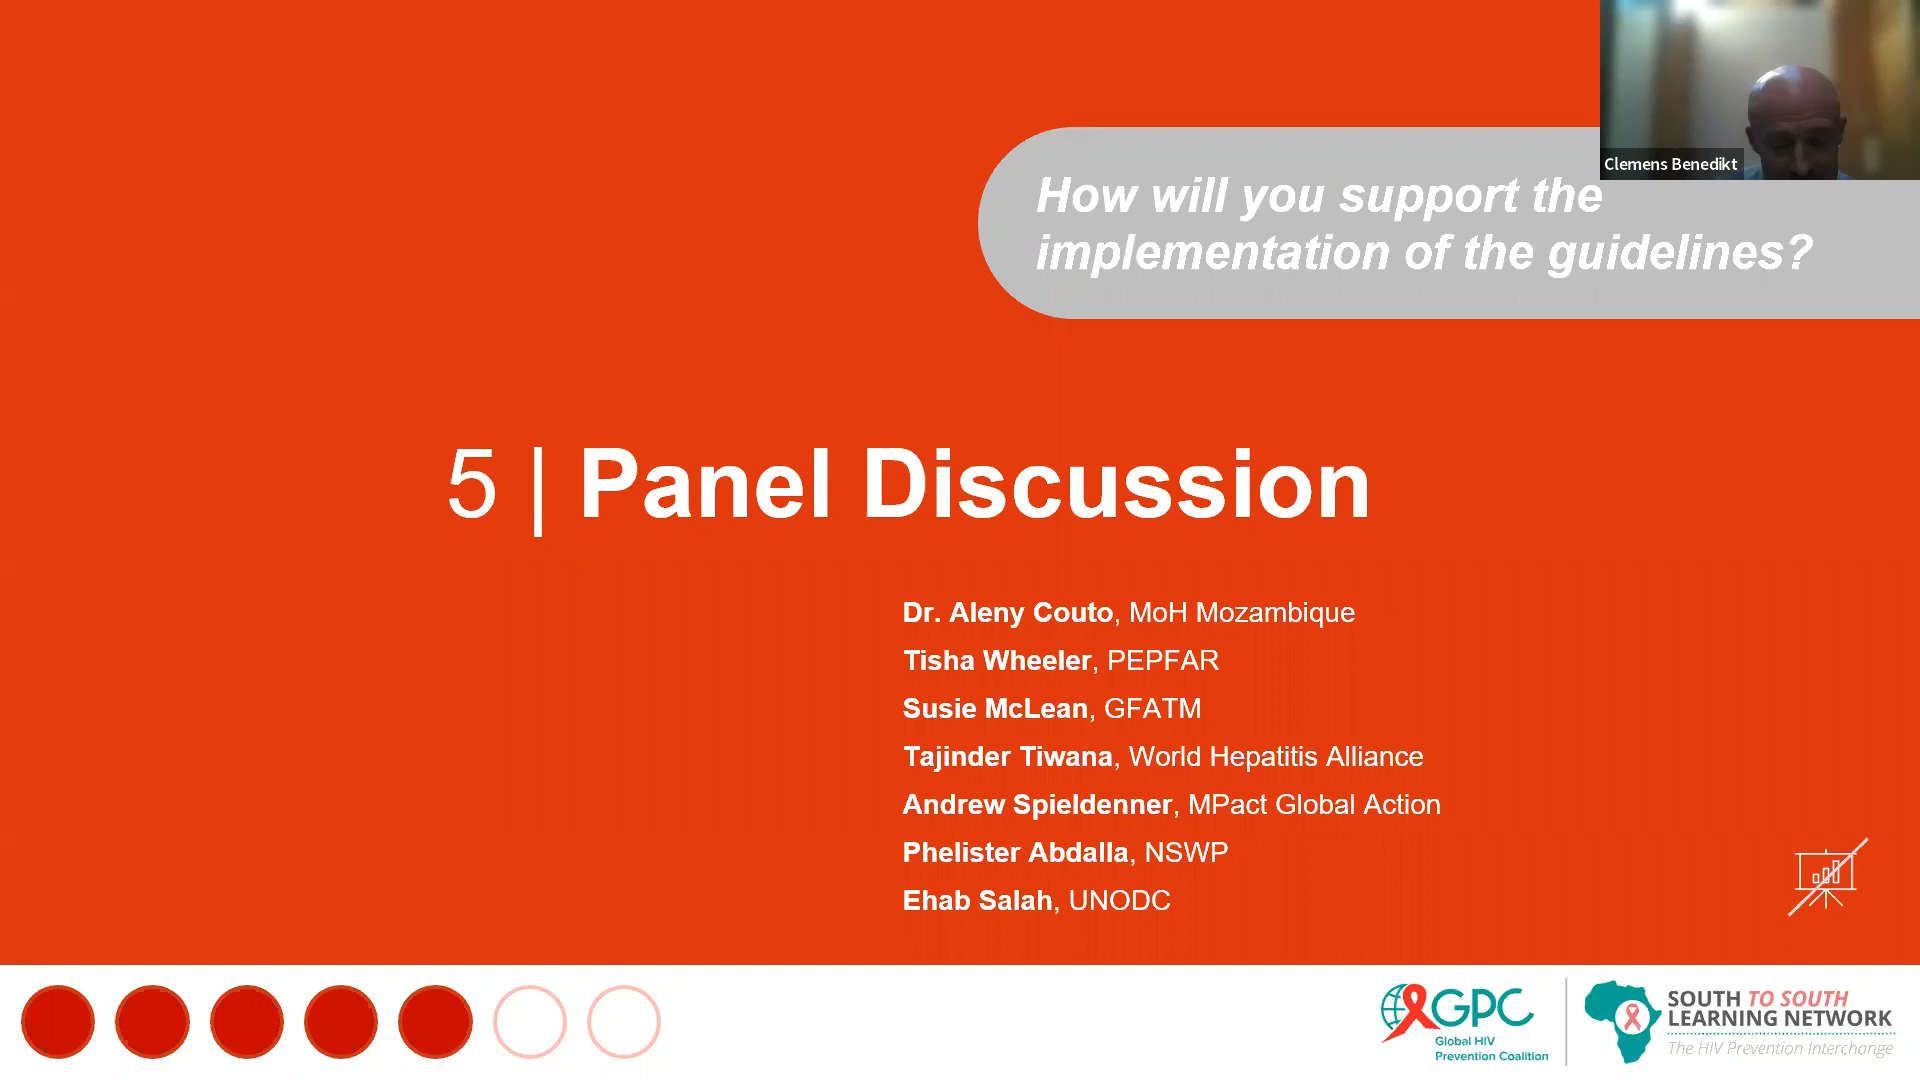 Clemens Benedikt
How will you support the
implementation of the guidelines?
5 | Panel Discussion
Dr. Aleny Couto, MoH Mozambique
Tisha Wheeler, PEPFAR
Susie McLean, GFATM
Tajinder Tiwana, World Hepatitis Alliance
Andrew Spieldenner, MPact Global Action
Phelister Abdalla, NSWP
Ehab Salah, UNODC
GPC
Global HIV
Prevention Coalition
SOUTH TO SOUTH
LEARNING NETWORK
The HIV Prevention Interchange